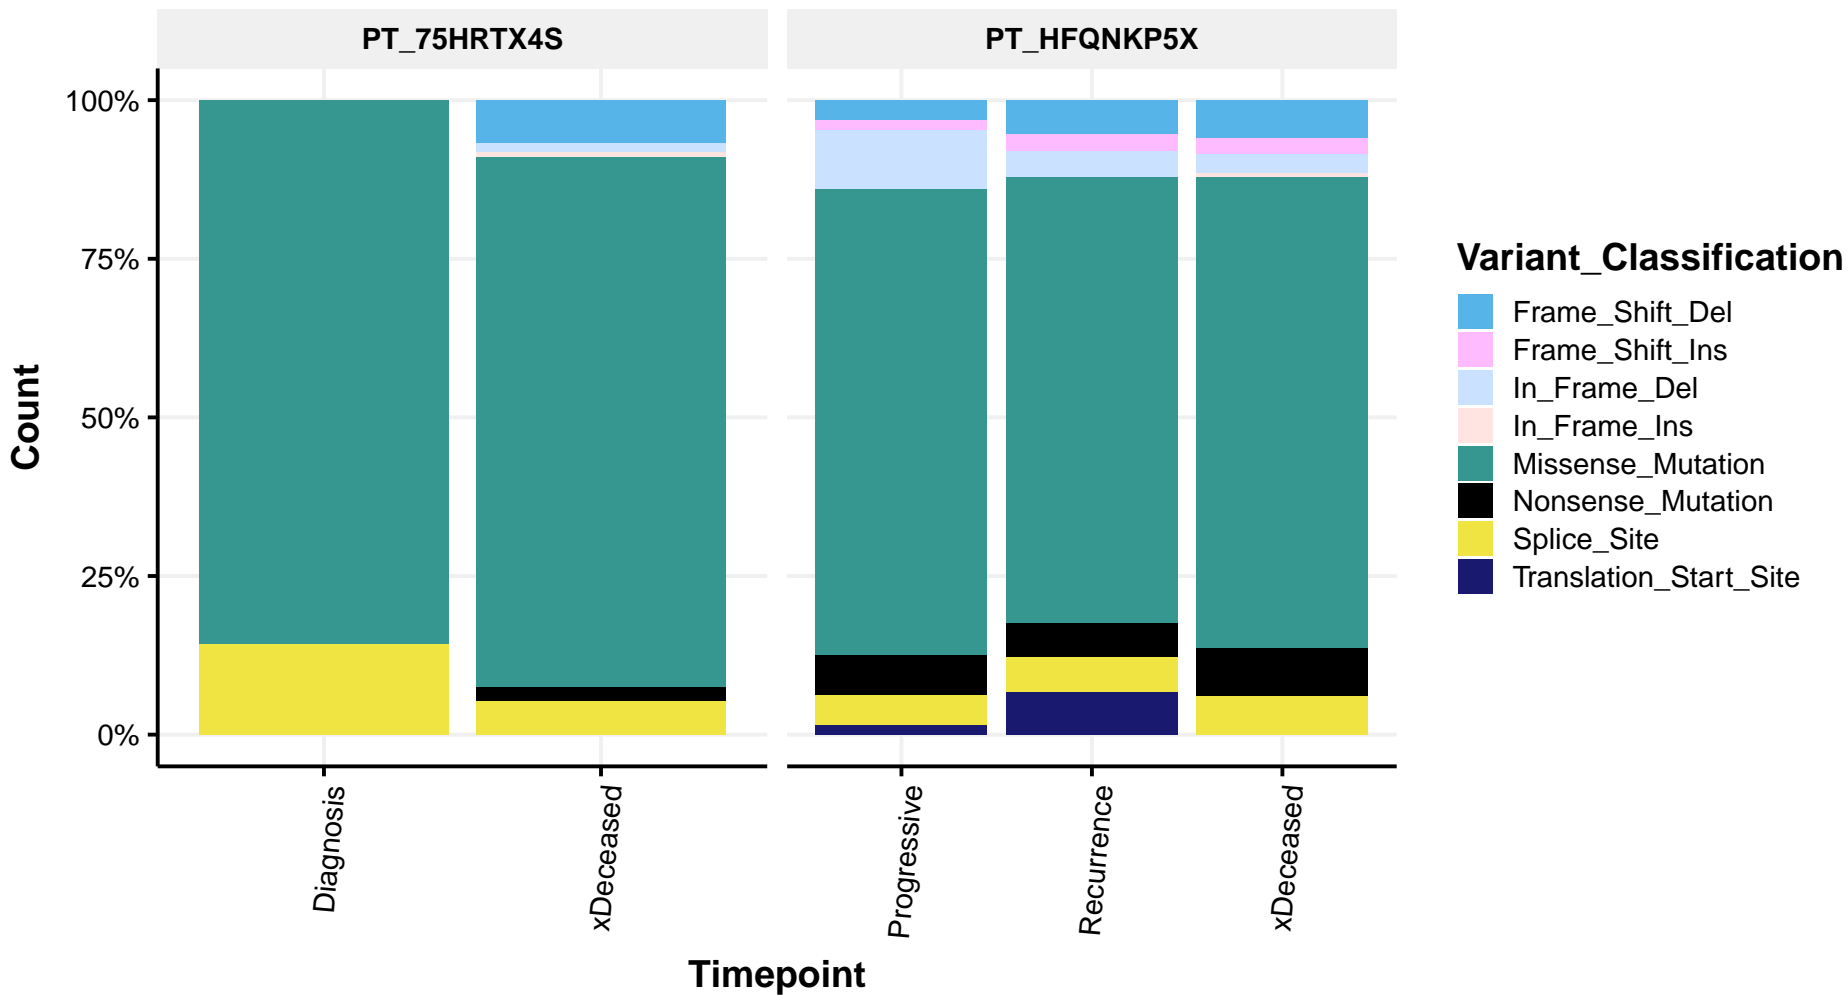 PT_75HRTX4S
PT_HFQNKP5X
Count
100%
75%
50%
25%
0%
Diagnosis
xDeceased
Progressive
Recurrence
xDeceased
Timepoint
Variant_Classification
Frame_Shift_Del
Frame_Shift_Ins
In_Frame_Del
In_Frame_Ins
Missense_Mutation
Nonsense_Mutation
Splice_Site
Translation_Start_Site